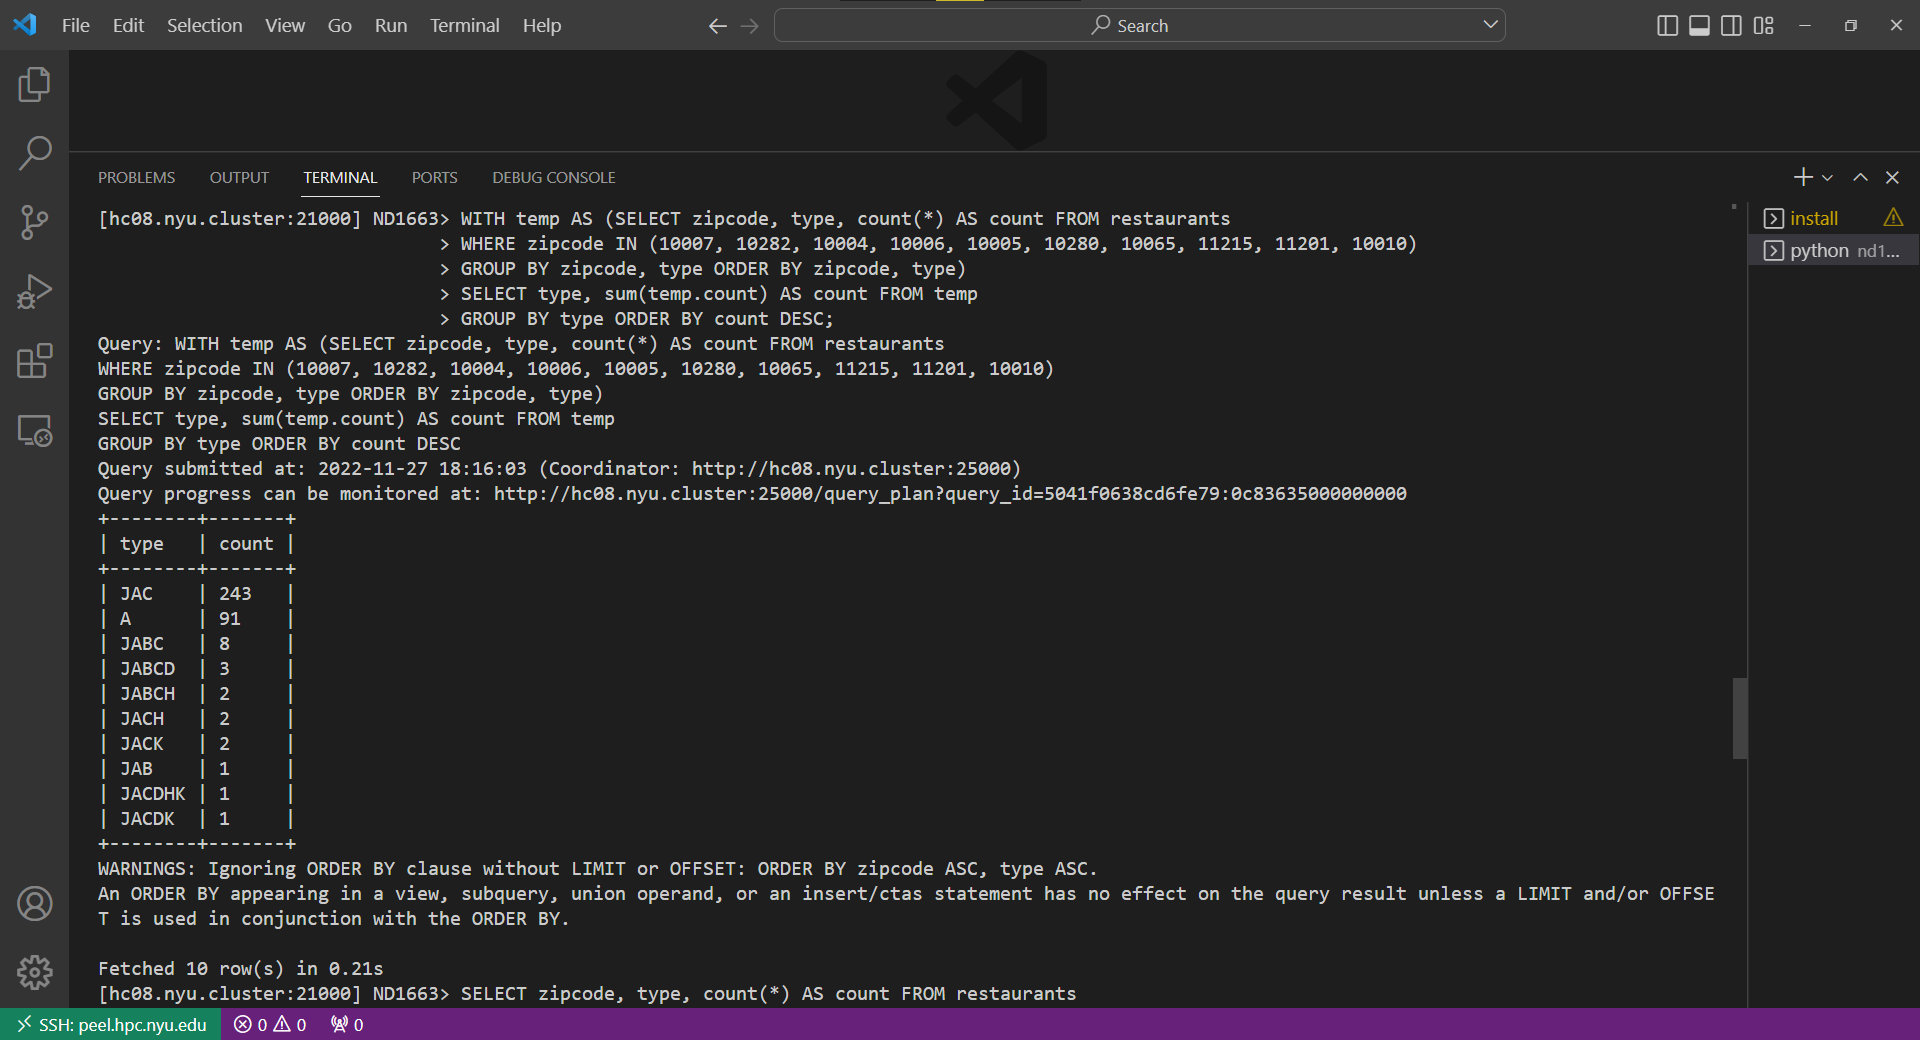 File Edit Selection View Go Run Terminal Help
Search
PROBLEMS OUTPUT TERMINAL PORTS DEBUG CONSOLE
[hc08.nyu.cluster:21000] ND1663> WITH temp AS (SELECT zipcode, type, count(*) AS count FROM restaurants
> WHERE zipcode IN (10007, 10282, 10004, 10006, 10005, 10280, 10065, 11215, 11201, 10010)
> GROUP BY zipcode, type ORDER BY zipcode, type)
> SELECT type, sum(temp.count) AS count FROM temp
> GROUP BY type ORDER BY count DESC;
Query: WITH temp AS (SELECT zipcode, type, count(*) AS count FROM restaurants
WHERE zipcode IN (10007, 10282, 10004, 10006, 10005, 10280, 10065, 11215, 11201, 10010)
GROUP BY zipcode, type ORDER BY zipcode, type)
SELECT type, sum(temp.count) AS count FROM temp
GROUP BY type ORDER BY count DESC
Query submitted at: 2022-11-27 18:16:03 (Coordinator: http://hc08.nyu.cluster:25000)
Query progress can be monitored at: http://hc08.nyu.cluster:25000/query_plan?query_id=5041f0638cd6fe79:0c83635000000000
+--------+-------+
| type   | count |
+--------+-------+
| JAC    | 243   |
| A      | 91    |
| JABC   | 8     |
| JABCD  | 3     |
| JABCH  | 2     |
| JACH   | 2     |
| JACK   | 2     |
| JAB    | 1     |
| JACDHK | 1     |
| JACDK  | 1     |
+--------+-------+
WARNINGS: Ignoring ORDER BY clause without LIMIT or OFFSET: ORDER BY zipcode ASC, type ASC.
An ORDER BY appearing in a view, subquery, union operand, or an insert/ctas statement has no effect on the query result unless a LIMIT and/or OFFSE
T is used in conjunction with the ORDER BY.
Fetched 10 row(s) in 0.21s
[hc08.nyu.cluster:21000] ND1663> SELECT zipcode, type, count(*) AS count FROM restaurants
install
python nd1...
SSH: peel.hpc.nyu.edu 0 0 0